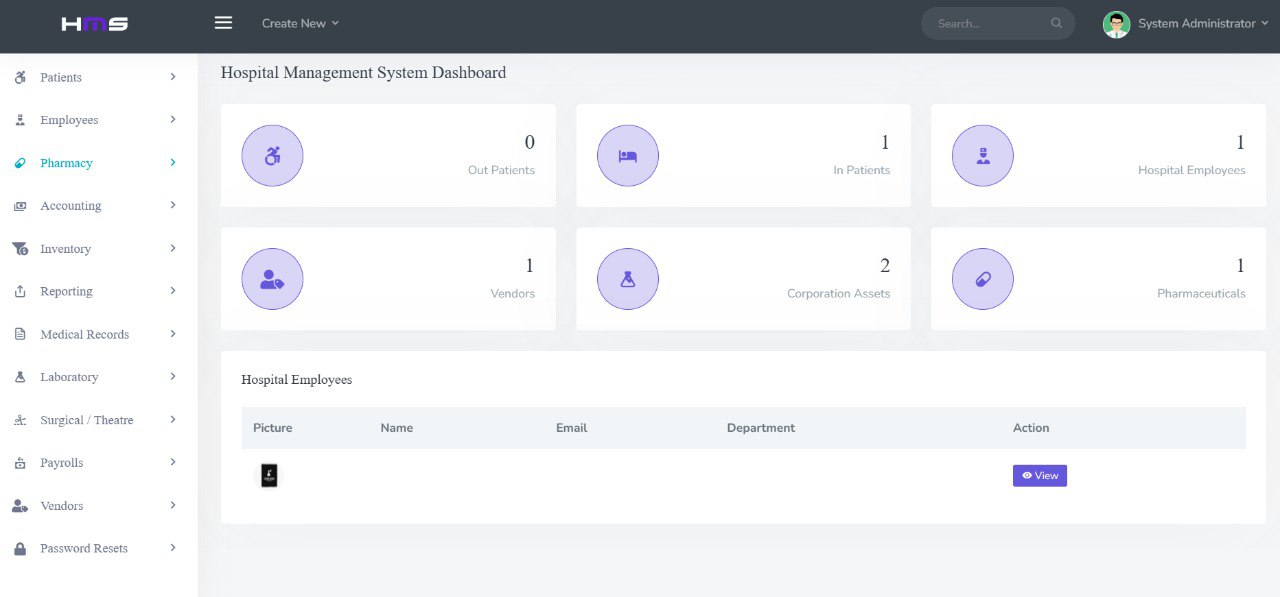 HMS
Create New
Search...
System Administrator
Patients
Employees
Pharmacy
Accounting
Inventory
Reporting
Medical Records
Laboratory
Surgical / Theatre
Payrolls
Vendors
Password Resets
Hospital Management System Dashboard
0
Out Patients
1
In Patients
1
Hospital Employees
1
Vendors
2
Corporation Assets
1
Pharmaceuticals
Hospital Employees
Picture Name Email Department Action
View